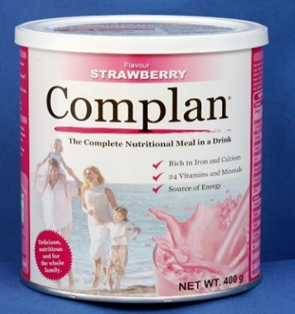 Flavour
STRAWBERRY
Complan®
The Complete Nutritional Meal in a Drink
Rich in Iron and Calcium
24 Vitamins and Minerals
Source of Energy
Delicious,
nutritious
and for
the whole
family.
NET WT. 400 g